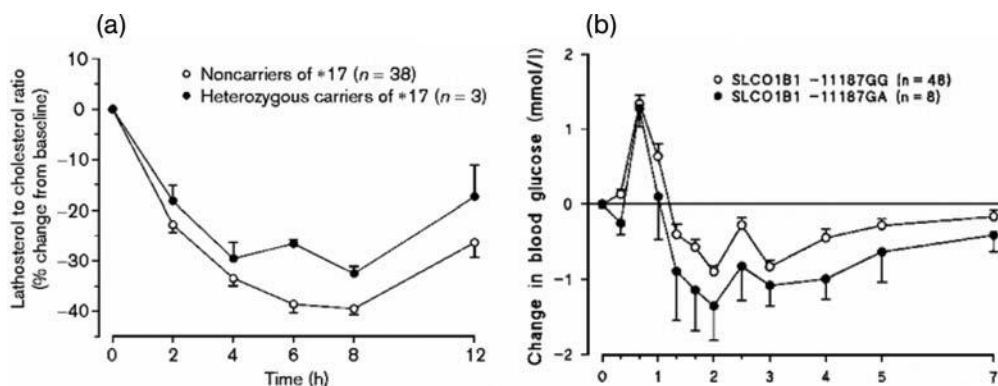 (a)
10
0
−10
−20
−30
−40
Lathosterol to cholesterol ratio
(% change from baseline)
Noncarriers of *17 (n = 38)
Heterozygous carriers of *17 (n = 3)
0 2 4 6 8 12
Time (h)
(b)
2
1
0
-1
-2
Change in blood glucose (mmol/l)
SLCO1B1 -11187GG (n = 46)
SLCO1B1 -11187GA (n = 8)
0 1 2 3 4 5 7